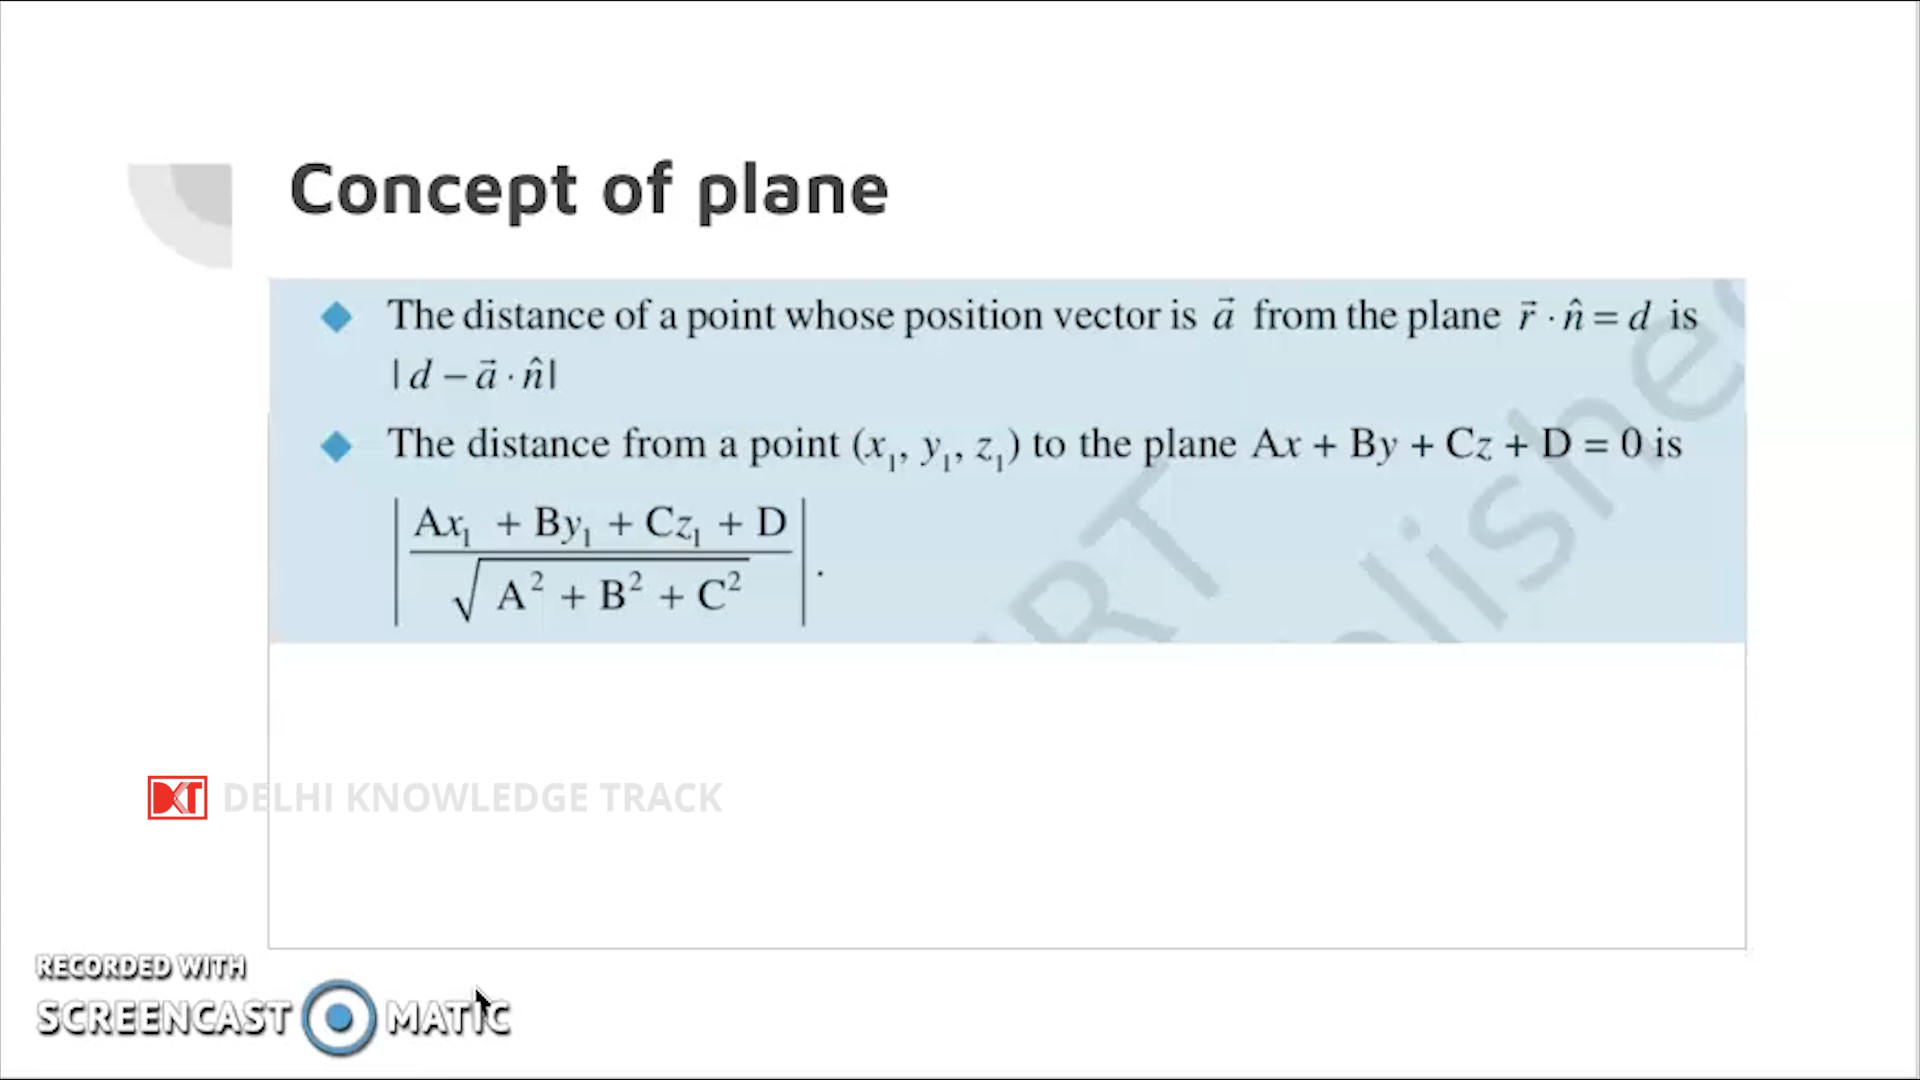 Concept of plane
The distance of a point whose position vector is a⃗ from the plane r⃗ · n̂ = d is
| d − a⃗ · n̂ |
The distance from a point (x₁, y₁, z₁) to the plane Ax + By + Cz + D = 0 is
| Ax₁ + By₁ + Cz₁ + D
√ A² + B² + C² | .
DKT DELHI KNOWLEDGE TRACK
RECORDED WITH
SCREENCAST MATIC